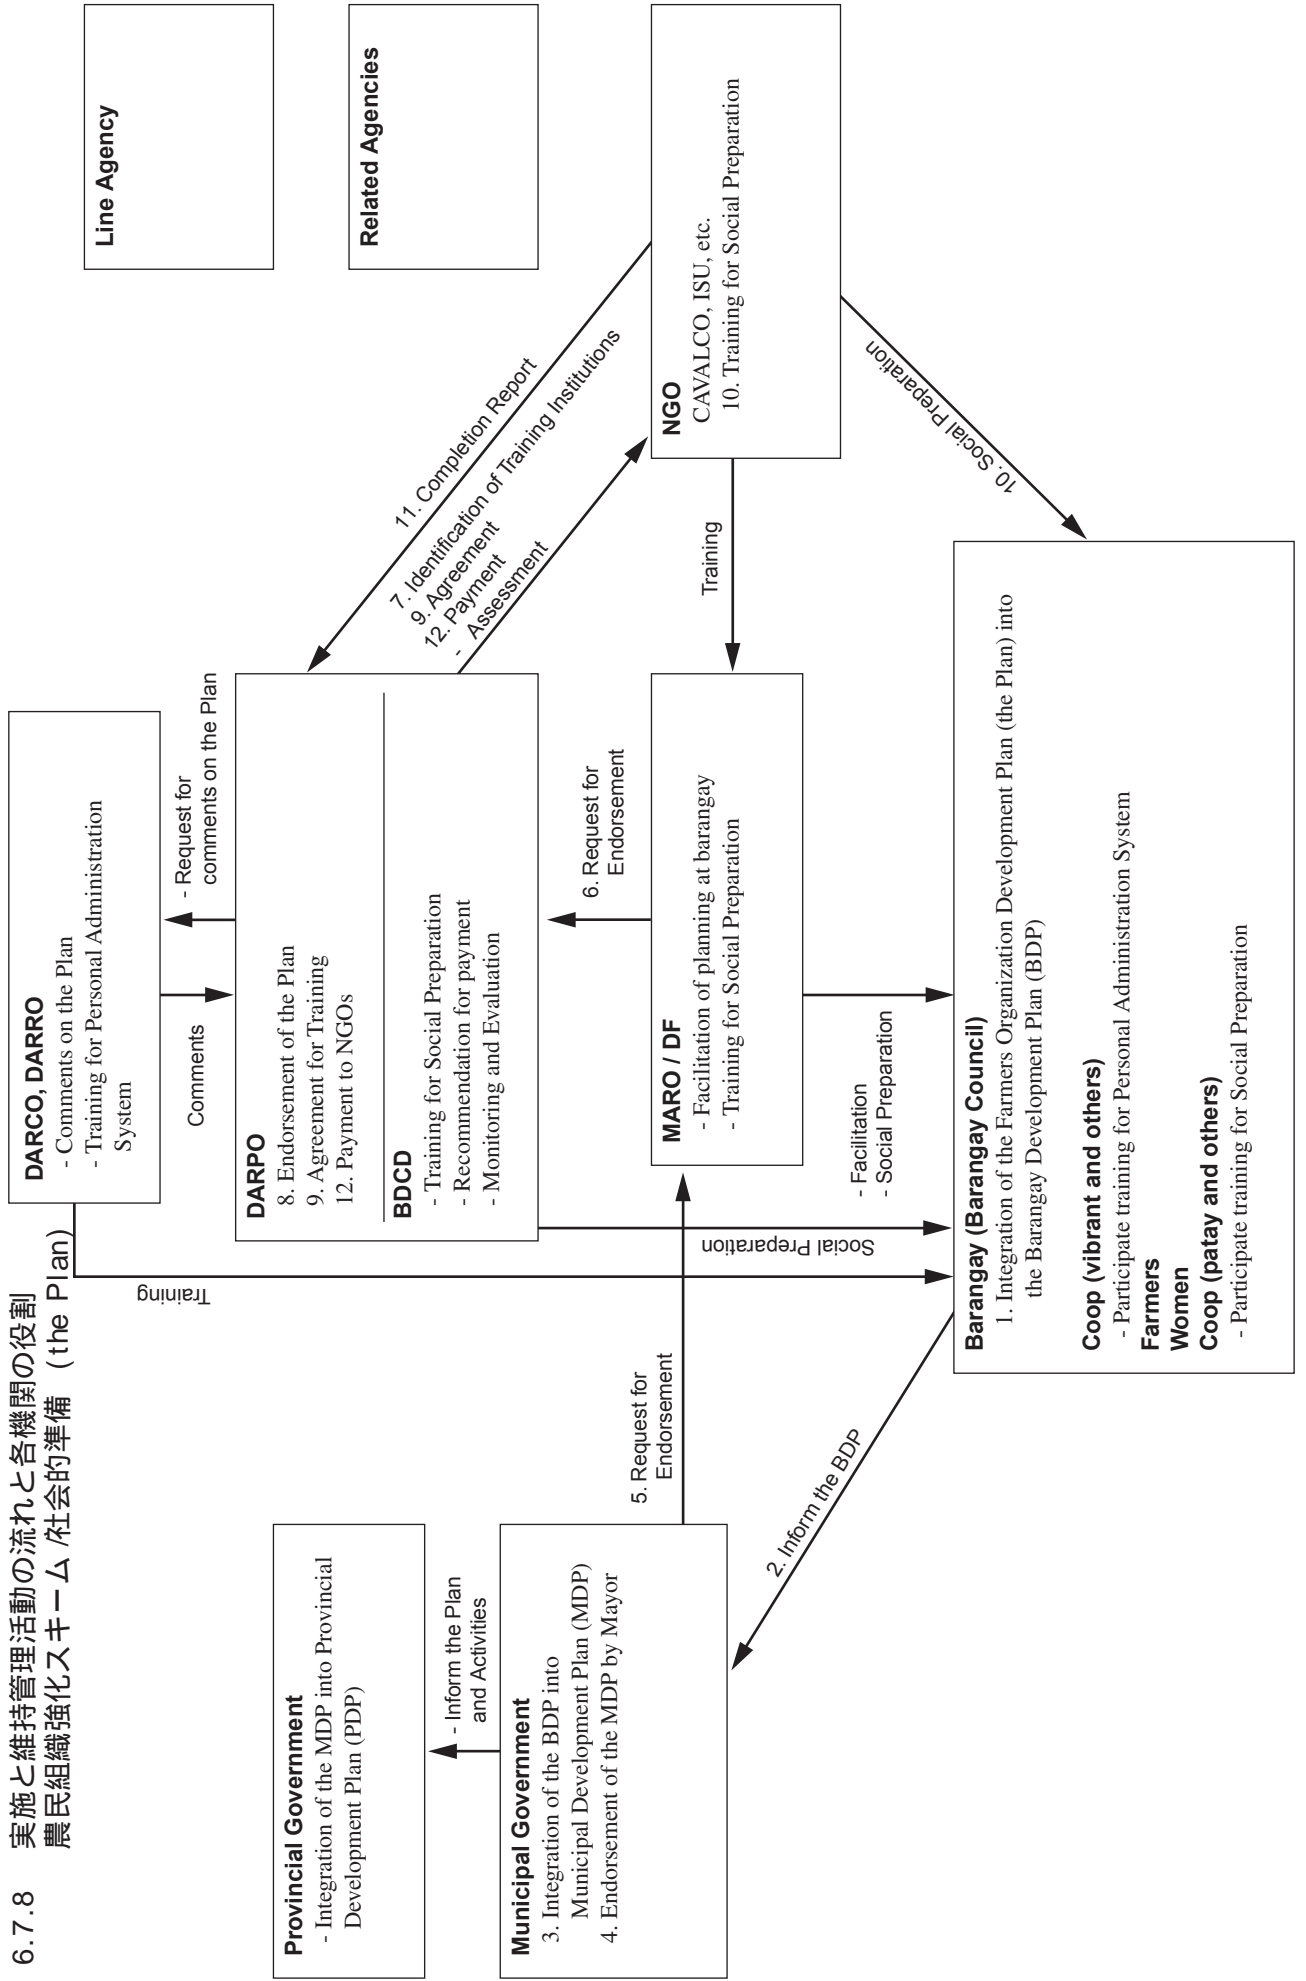 6.7.8 実施と維持管理活動の流れと各機関の役割
農民組織強化スキーム/社会的準備 (the Plan)
Provincial Government
- Integration of the MDP into Provincial
Development Plan (PDP)
- Inform the Plan
and Activities
Municipal Government
3. Integration of the BDP into
Municipal Development Plan (MDP)
4. Endorsement of the MDP by Mayor
5. Request for
Endorsement
2. Inform the BDP
DARCO, DARRO
- Comments on the Plan
- Training for Personal Administration
System
Training
Comments
- Request for
comments on the Plan
DARPO
8. Endorsement of the Plan
9. Agreement for Training
12. Payment to NGOs
BDCD
- Training for Social Preparation
- Recommendation for payment
- Monitoring and Evaluation
Social Preparation
6. Request for
Endorsement
MARO / DF
- Facilitation of planning at barangay
- Training for Social Preparation
- Facilitation
- Social Preparation
Barangay (Barangay Council)
1. Integration of the Farmers Organization Development Plan (the Plan) into
the Barangay Development Plan (BDP)
Coop (vibrant and others)
- Participate training for Personal Administration System
Farmers
Women
Coop (patay and others)
- Participate training for Social Preparation
11. Completion Report
7. Identification of Training Institutions
9. Agreement
12. Payment
- Assessment
Training
10. Social Preparation
NGO
CAVALCO, ISU, etc.
10. Training for Social Preparation
Line Agency
Related Agencies